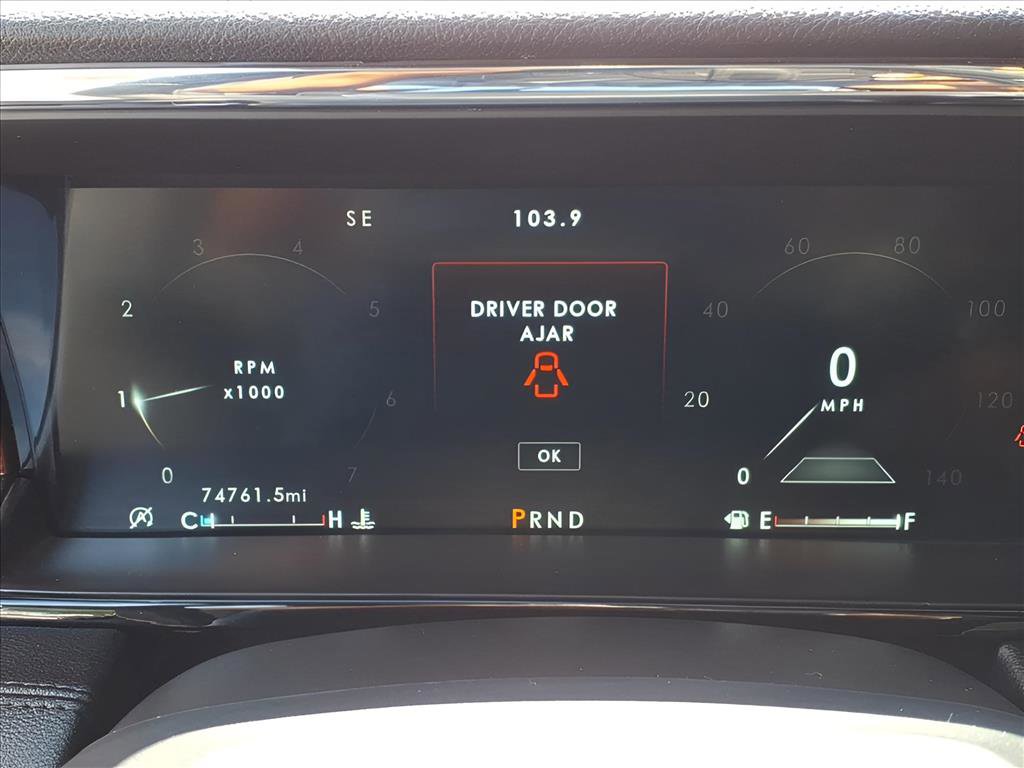 SE
103.9
3
4
60
80
2
5
DRIVER DOOR
AJAR
40
100
RPM
x1000
0
MPH
1
6
20
120
OK
0
7
0
140
74761.5mi
C
H
PRND
E
F